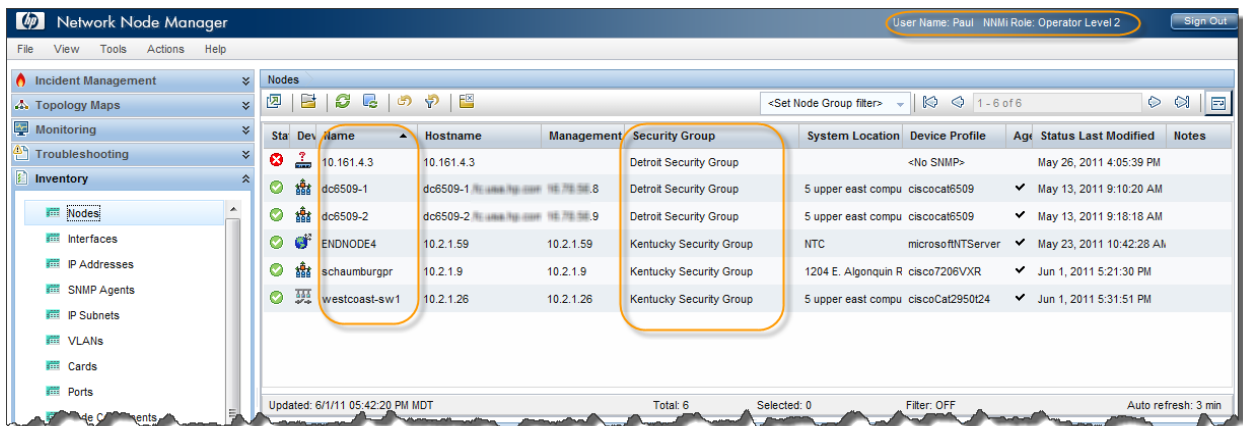 hp Network Node Manager User Name: Paul NNMi Role: Operator Level 2 Sign Out
File View Tools Actions Help
Incident Management
Topology Maps
Monitoring
Troubleshooting
Inventory
Nodes
Interfaces
IP Addresses
SNMP Agents
IP Subnets
VLANs
Cards
Ports
Nodes
<Set Node Group filter> 1 - 6 of 6
Sta Dev Name Hostname Management Security Group System Location Device Profile Age Status Last Modified Notes
10.161.4.3 10.161.4.3 Detroit Security Group <No SNMP> May 26, 2011 4:05:39 PM
dc6509-1 dc6509-1 .8 Detroit Security Group 5 upper east compu ciscocat6509 May 13, 2011 9:10:20 AM
dc6509-2 dc6509-2 .9 Detroit Security Group 5 upper east compu ciscocat6509 May 13, 2011 9:18:18 AM
ENDNODE4 10.2.1.59 10.2.1.59 Kentucky Security Group NTC microsoftNTServer May 23, 2011 10:42:28 AM
schaumburgpr 10.2.1.9 10.2.1.9 Kentucky Security Group 1204 E. Algonquin R cisco7206VXR Jun 1, 2011 5:21:30 PM
westcoast-sw1 10.2.1.26 10.2.1.26 Kentucky Security Group 5 upper east compu ciscoCat2950t24 Jun 1, 2011 5:31:51 PM
Updated: 6/1/11 05:42:20 PM MDT Total: 6 Selected: 0 Filter: OFF Auto refresh: 3 min